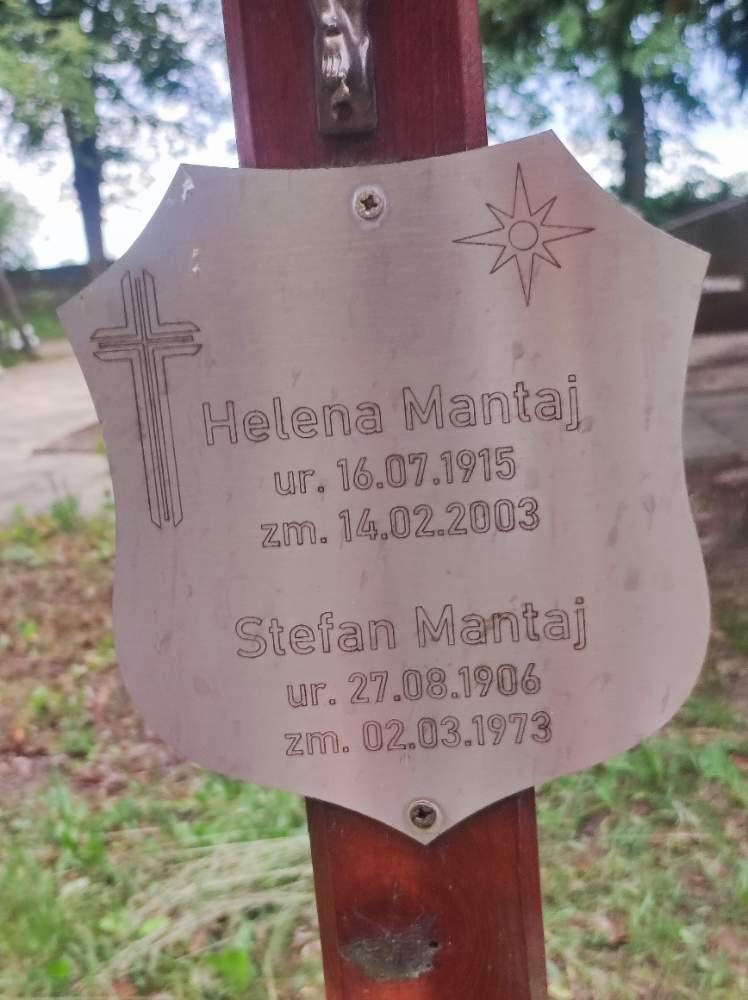 Helena Mantaj
ur. 16.07.1915
zm. 14.02.2003
Stefan Mantaj
ur. 27.08.1906
zm. 02.03.1973